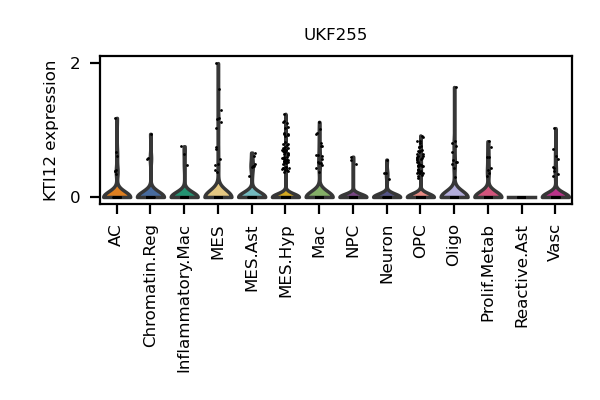 UKF255
KTI12 expression
2
0
AC
Chromatin.Reg
Inflammatory.Mac
MES
MES.Ast
MES.Hyp
Mac
NPC
Neuron
OPC
Oligo
Prolif.Metab
Reactive.Ast
Vasc